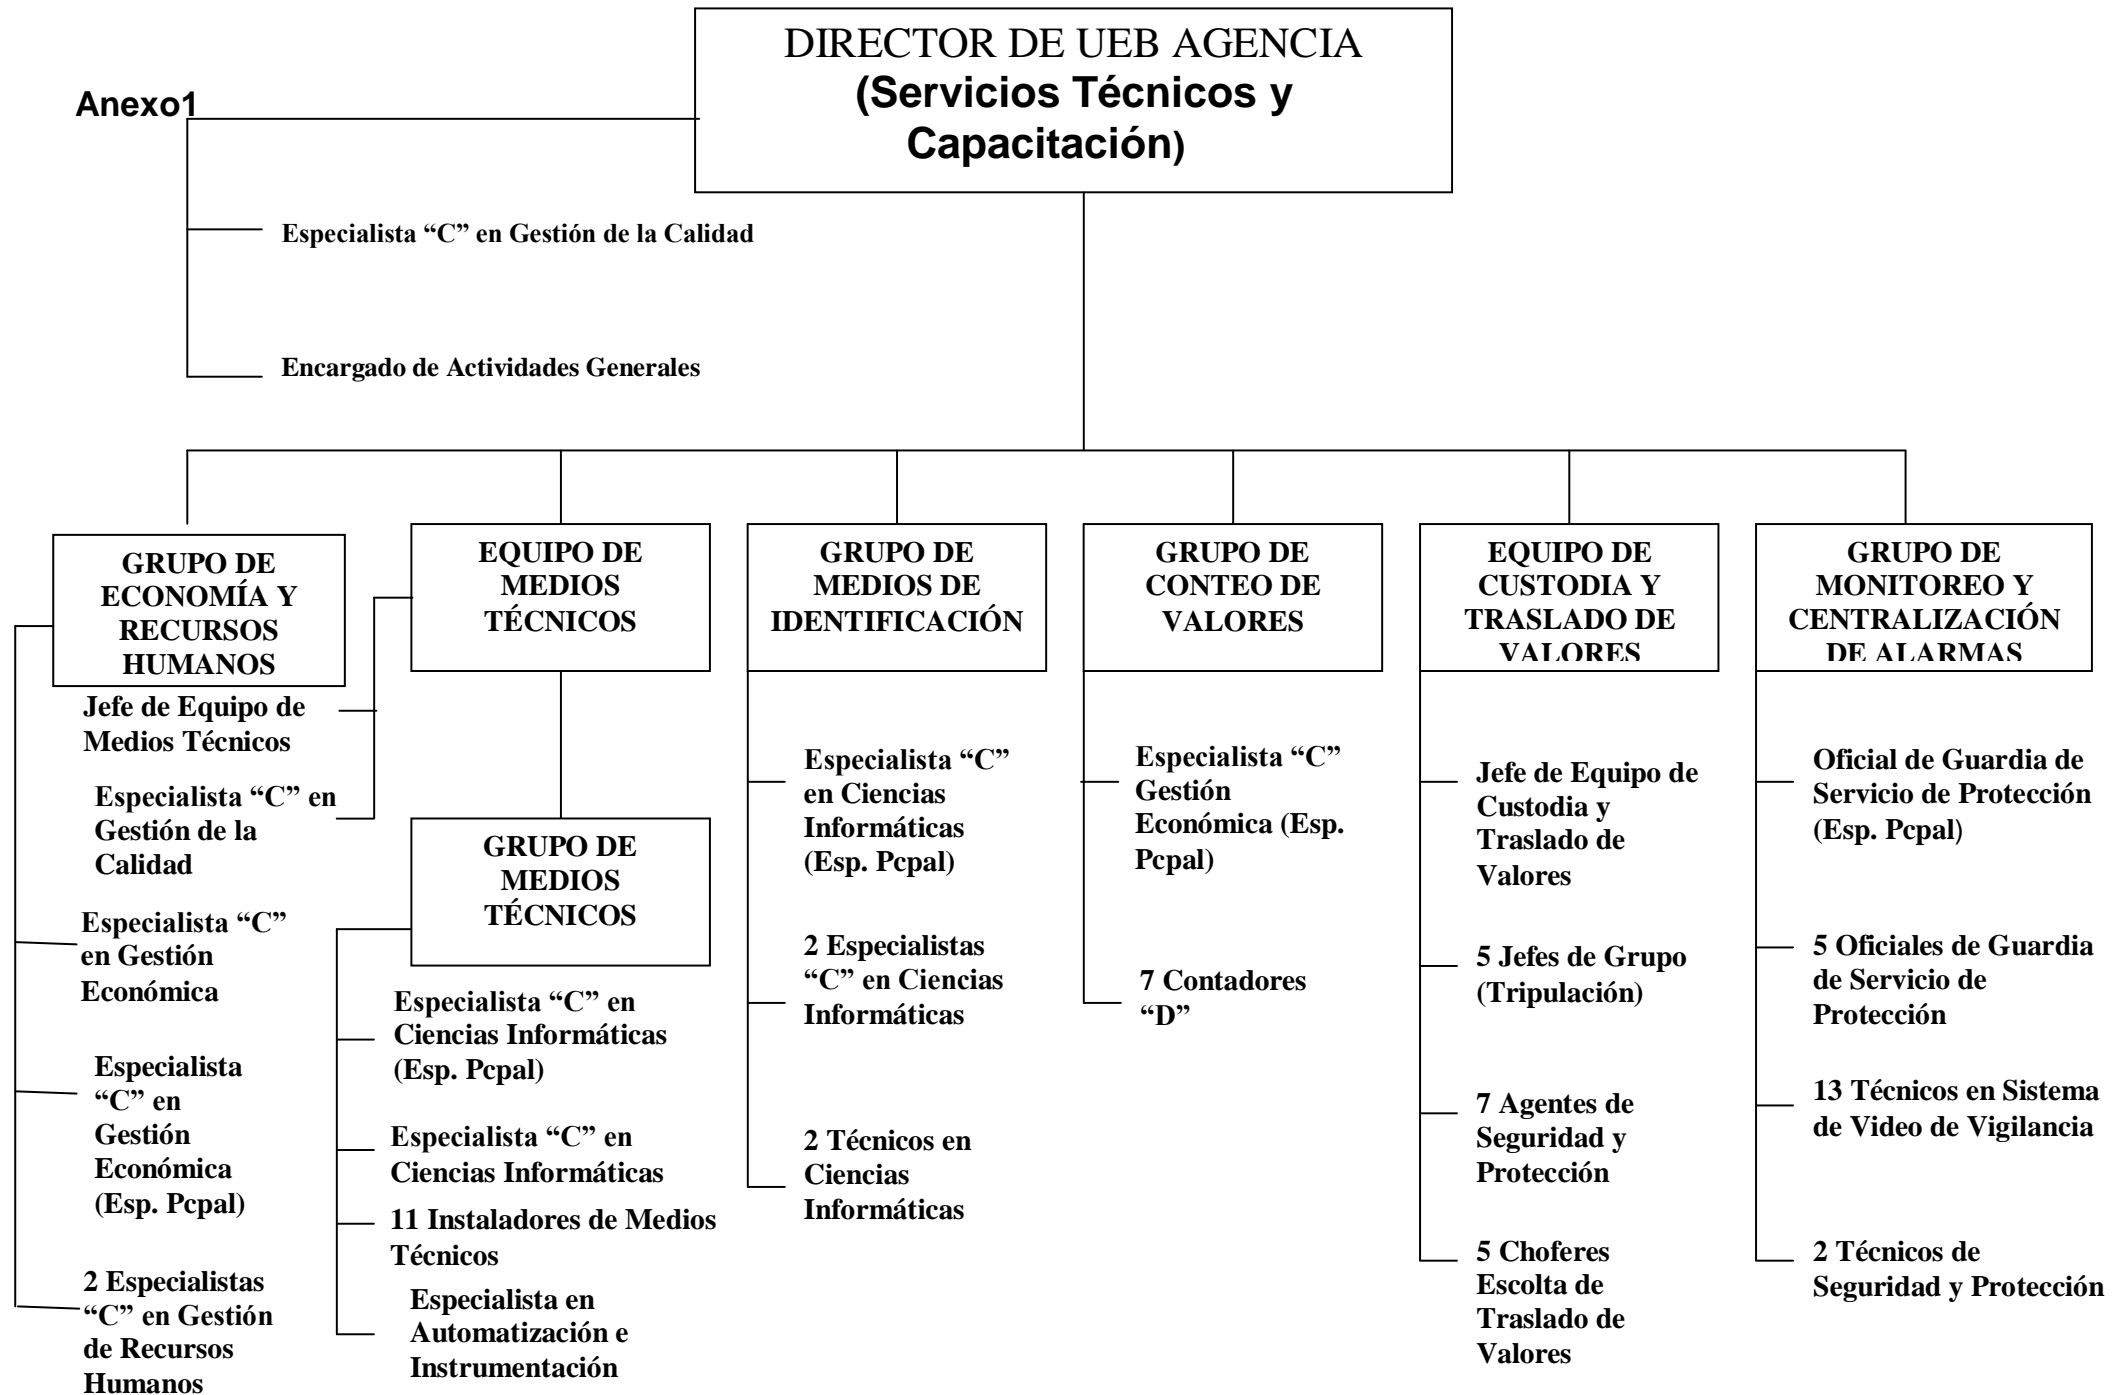 Anexo1
DIRECTOR DE UEB AGENCIA
(Servicios Técnicos y
Capacitación)
Especialista “C” en Gestión de la Calidad
Encargado de Actividades Generales
GRUPO DE
ECONOMÍA Y
RECURSOS
HUMANOS
Jefe de Equipo de
Medios Técnicos
Especialista “C” en
Gestión de la
Calidad
Especialista “C”
en Gestión
Económica
Especialista
“C” en
Gestión
Económica
(Esp. Pcpal)
2 Especialistas
“C” en Gestión
de Recursos
Humanos
EQUIPO DE
MEDIOS
TÉCNICOS
GRUPO DE
MEDIOS
TÉCNICOS
Especialista “C” en
Ciencias Informáticas
(Esp. Pcpal)
Especialista “C” en
Ciencias Informáticas
11 Instaladores de Medios
Técnicos
Especialista en
Automatización e
Instrumentación
GRUPO DE
MEDIOS DE
IDENTIFICACIÓN
Especialista “C”
en Ciencias
Informáticas
(Esp. Pcpal)
2 Especialistas
“C” en Ciencias
Informáticas
2 Técnicos en
Ciencias
Informáticas
GRUPO DE
CONTEO DE
VALORES
Especialista “C”
Gestión
Económica (Esp.
Pcpal)
7 Contadores
“D”
EQUIPO DE
CUSTODIA Y
TRASLADO DE
VALORES
Jefe de Equipo de
Custodia y
Traslado de
Valores
5 Jefes de Grupo
(Tripulación)
7 Agentes de
Seguridad y
Protección
5 Choferes
Escolta de
Traslado de
Valores
GRUPO DE
MONITOREO Y
CENTRALIZACIÓN
DE ALARMAS
Oficial de Guardia de
Servicio de Protección
(Esp. Pcpal)
5 Oficiales de Guardia
de Servicio de
Protección
13 Técnicos en Sistema
de Video de Vigilancia
2 Técnicos de
Seguridad y Protección